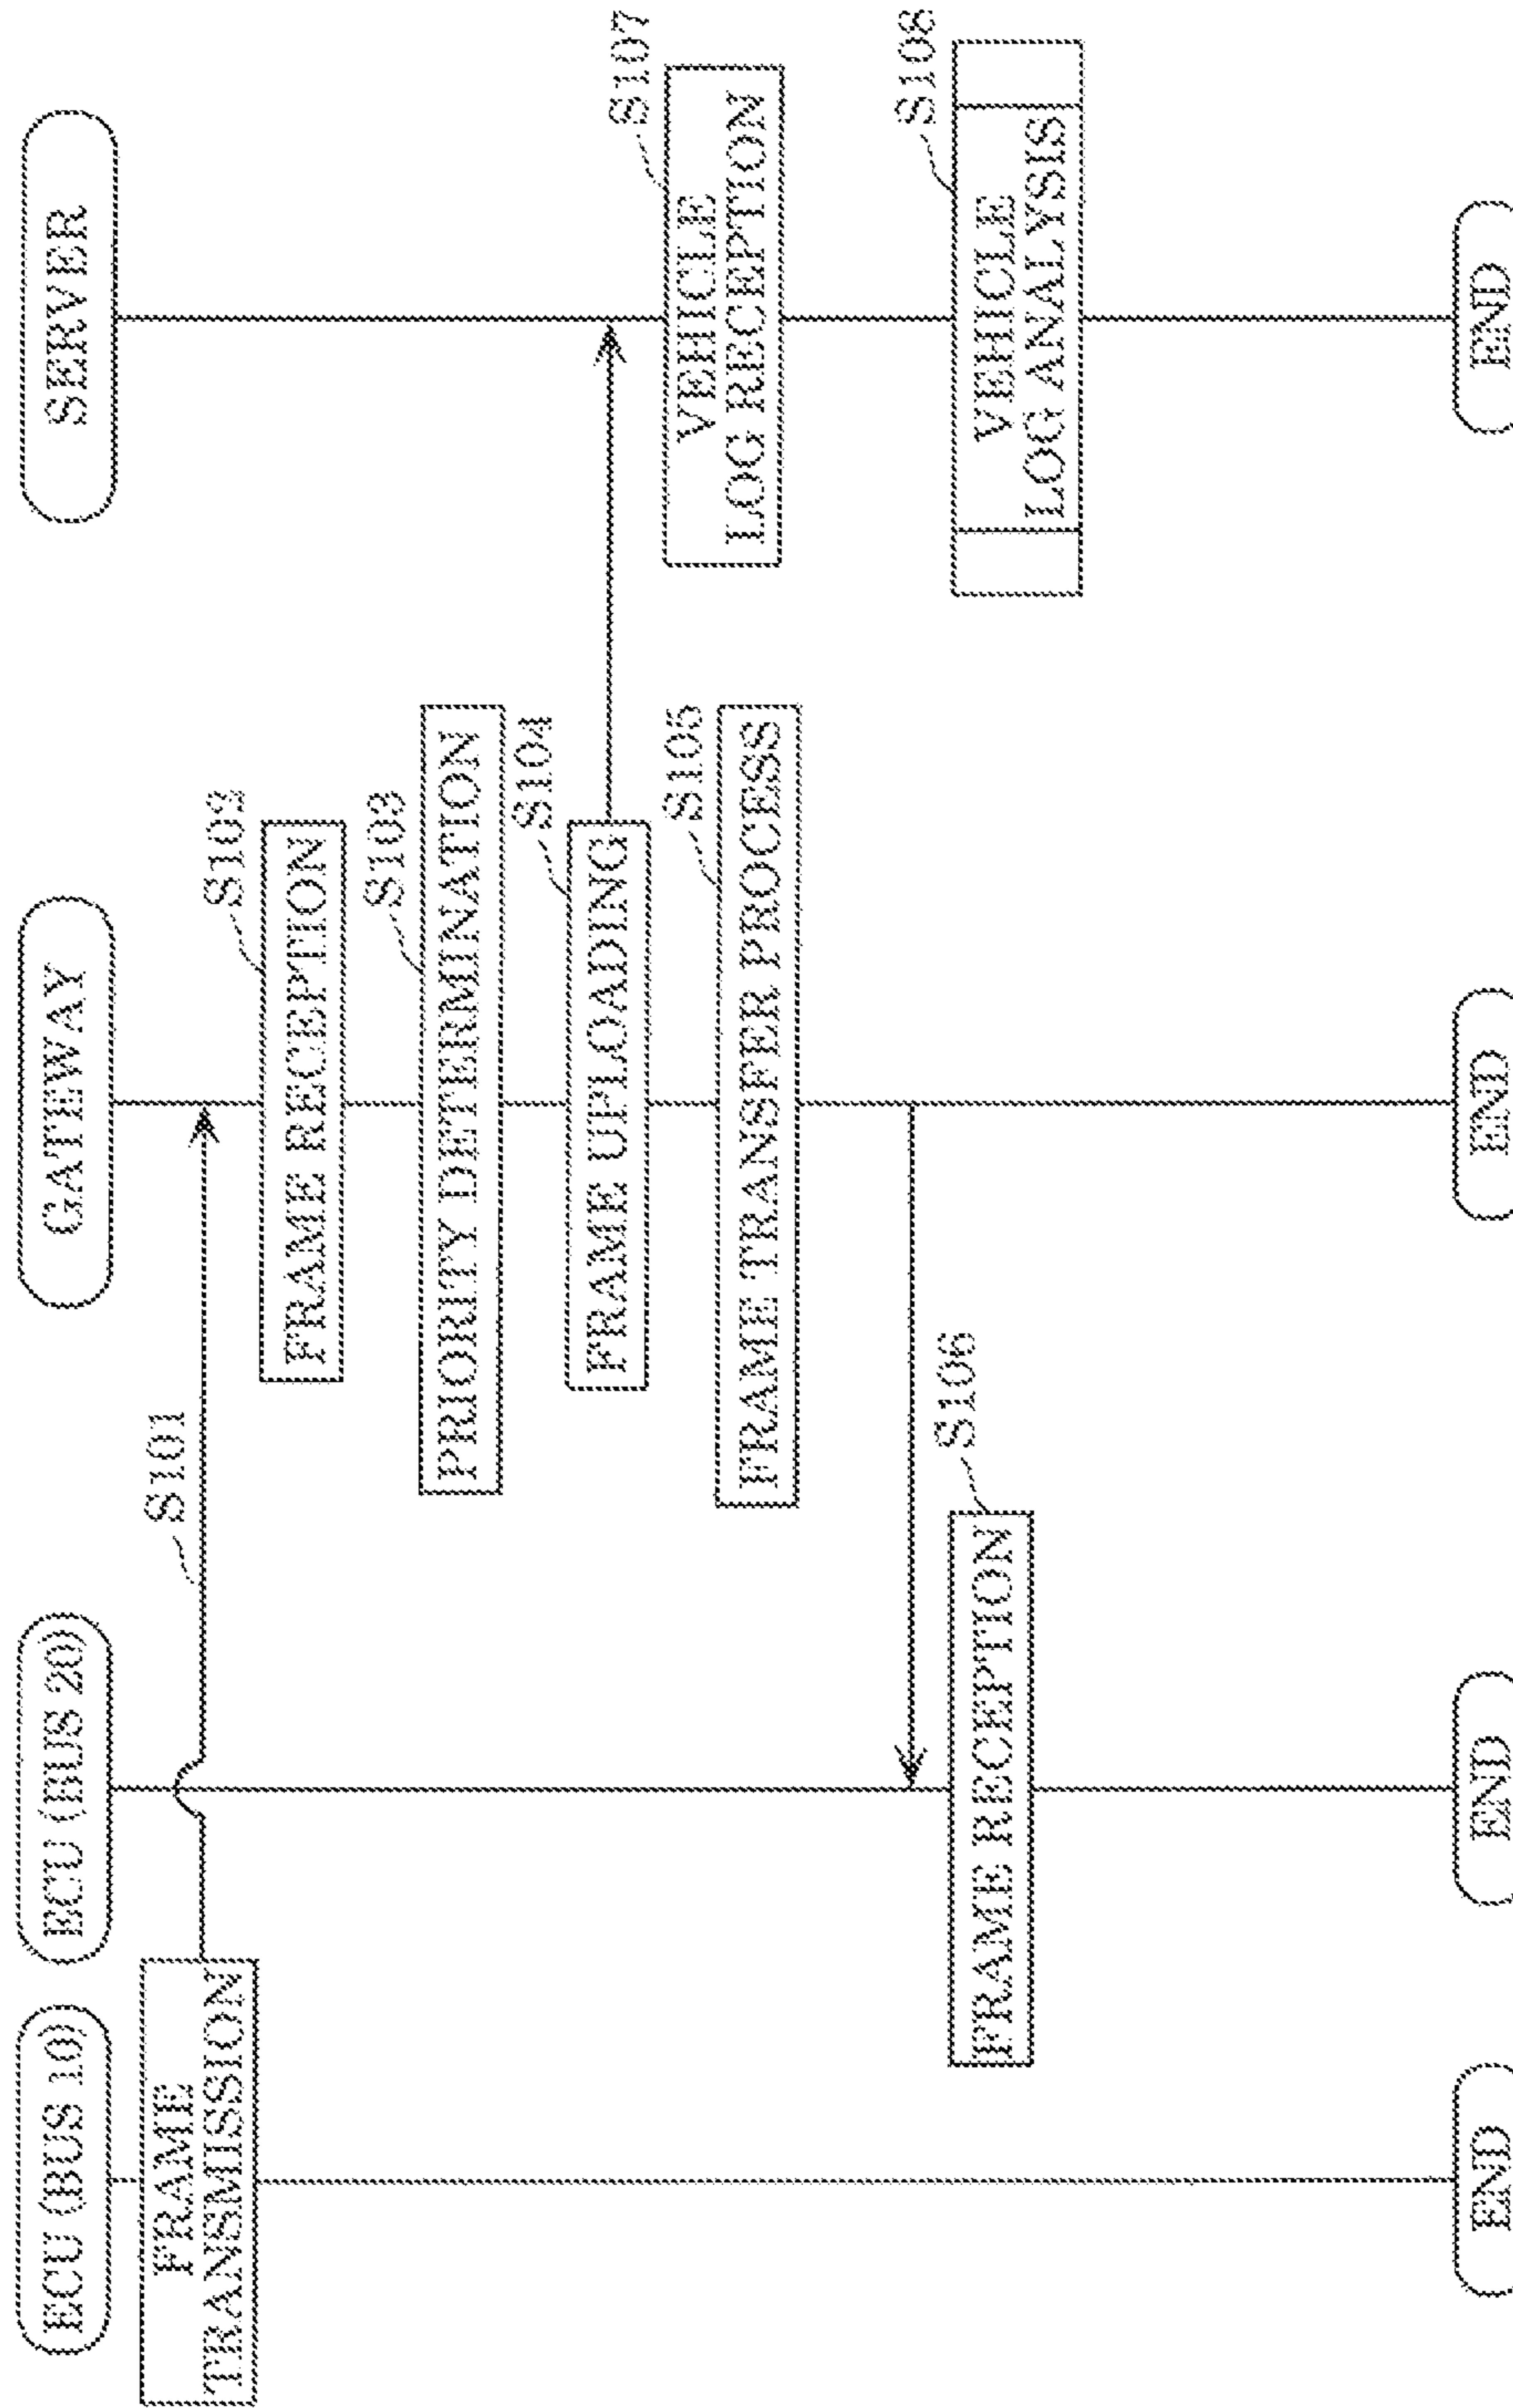 ECU (BUS 10)
ECU (BUS 20)
GATEWAY
SERVER
FRAME
TRANSMISSION
S101
S102
FRAME RECEPTION
S103
PRIORITY DETERMINATION
S104
FRAME UPLOADING
S105
FRAME TRANSFER PROCESS
S106
FRAME RECEPTION
S107
VEHICLE
LOG RECEPTION
S108
VEHICLE
LOG ANALYSIS
END
END
END
END